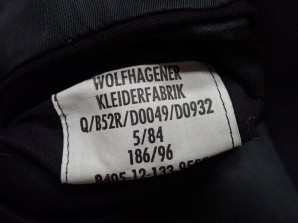 WOLFHAGENER
KLEIDERFABRIK
Q/B52R/D0049/D0932
5/84
186/96